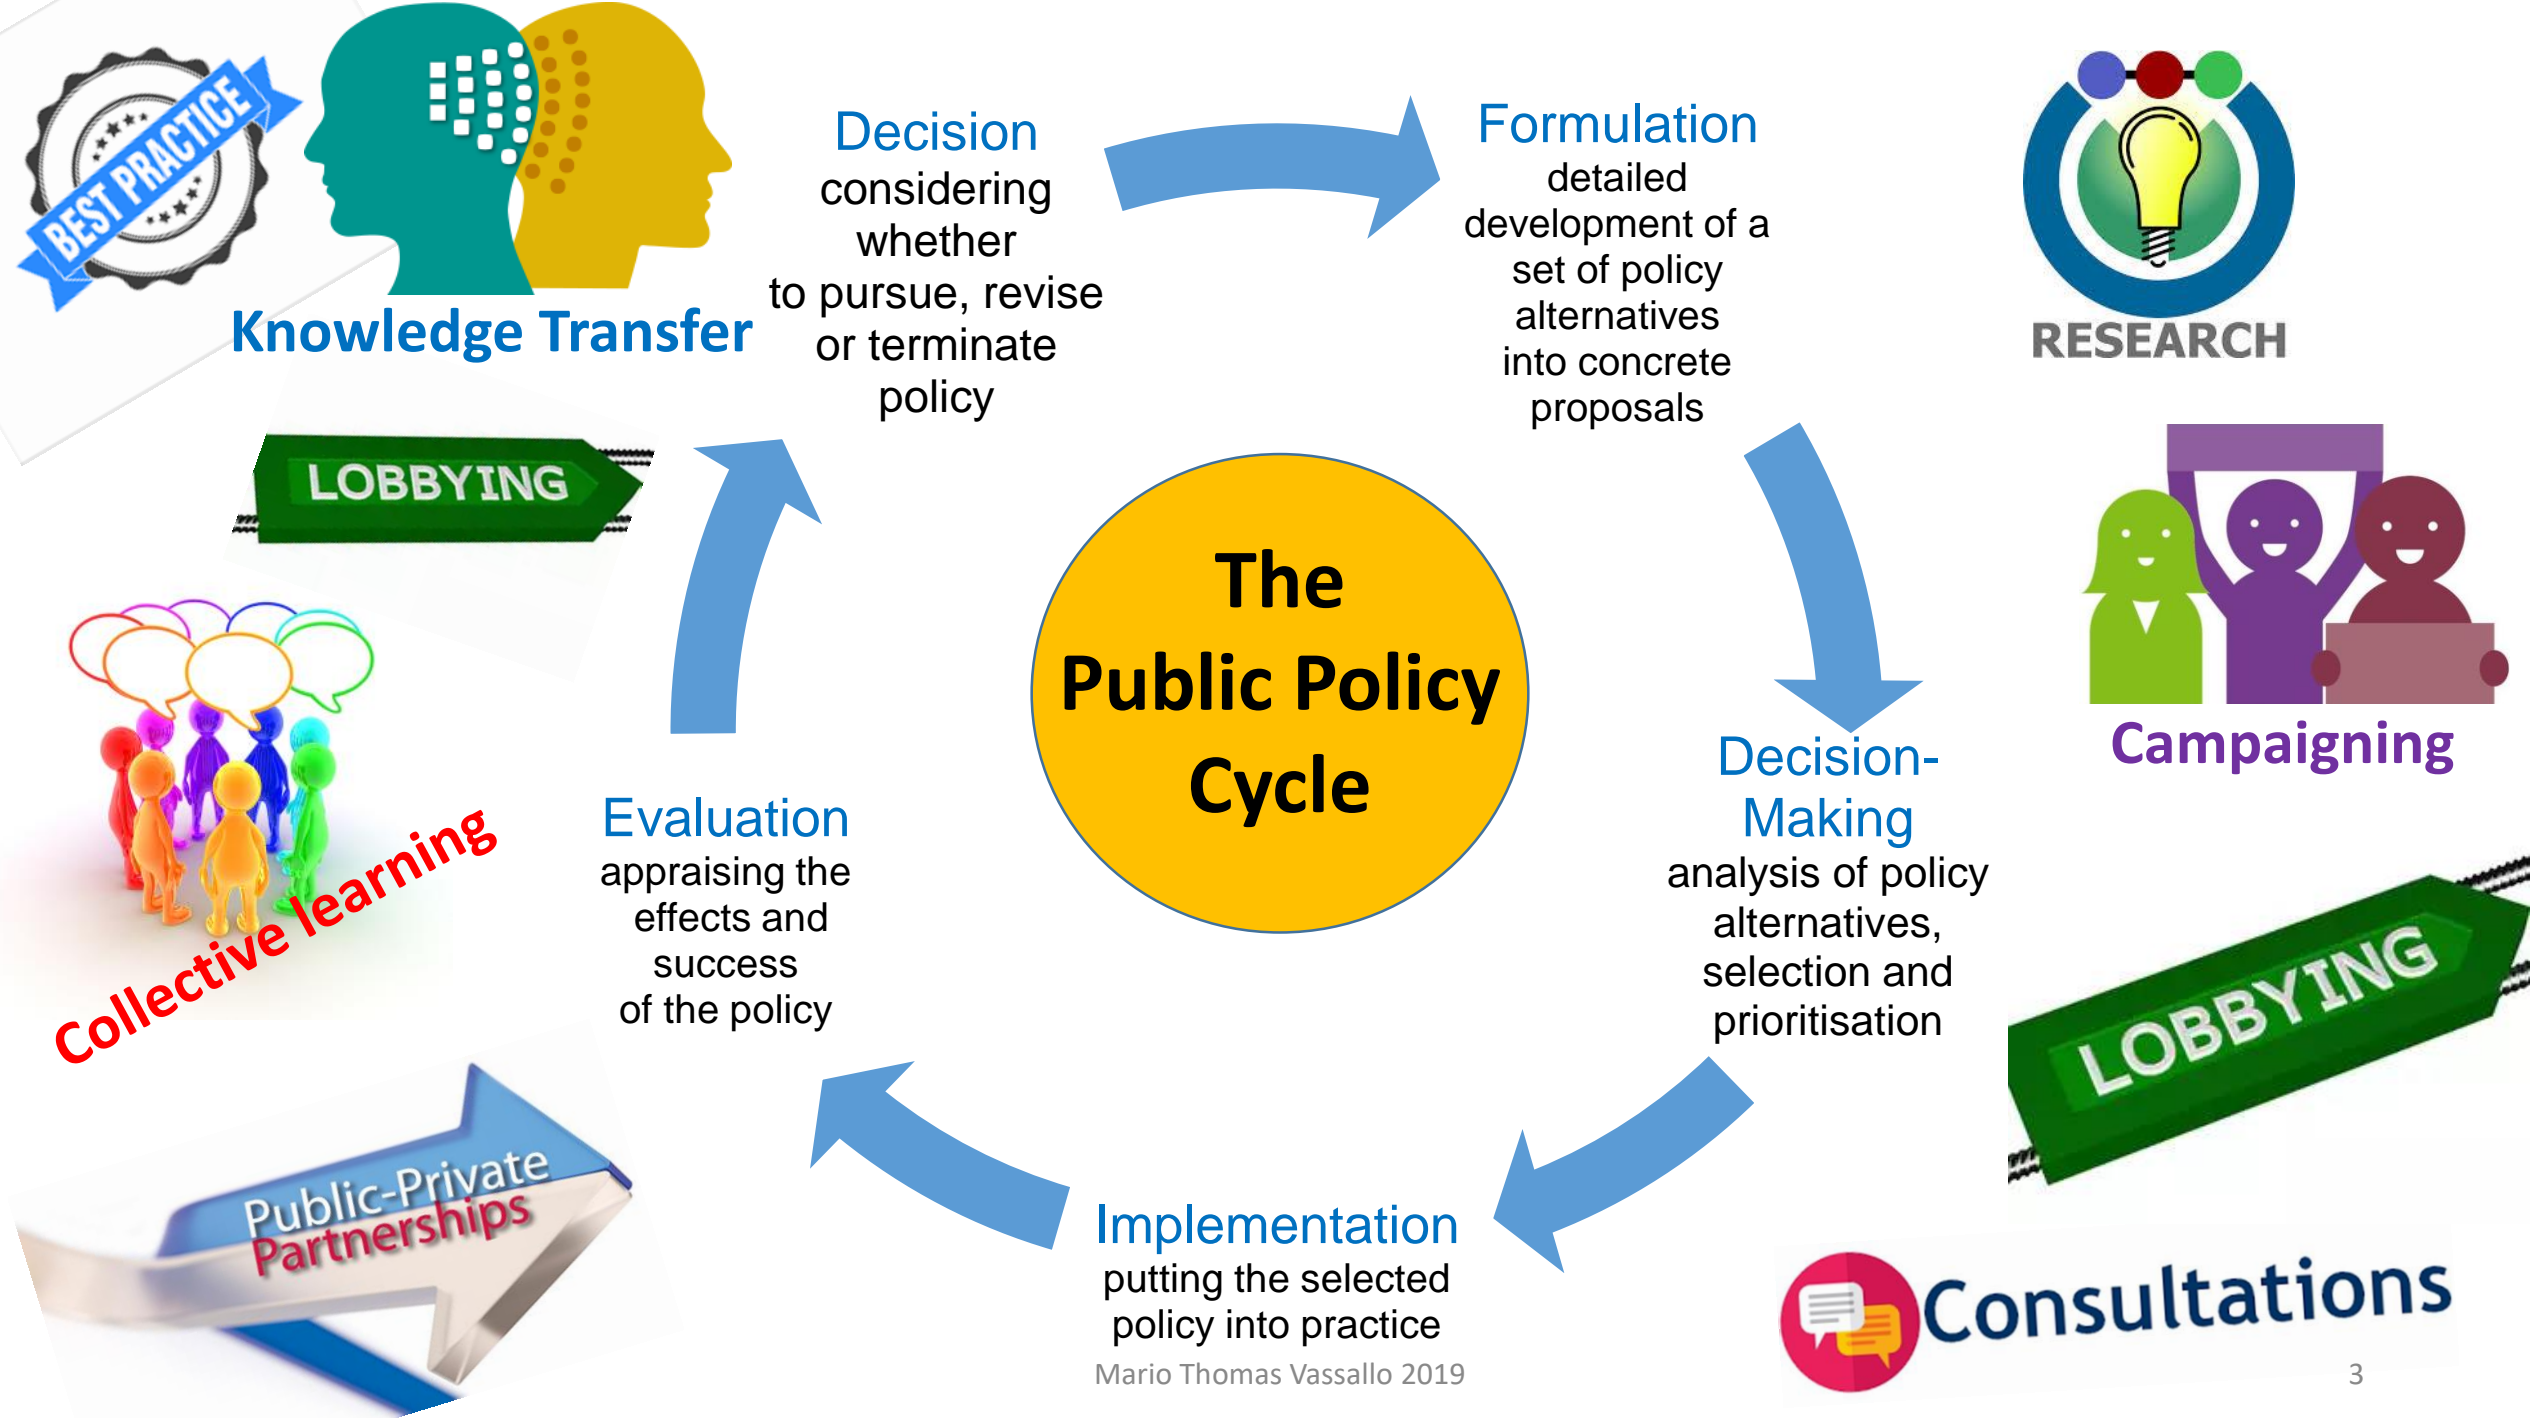 BEST PRACTICE
Knowledge Transfer
Decision
considering
whether
to pursue, revise
or terminate
policy
Formulation
detailed
development of a
set of policy
alternatives
into concrete
proposals
RESEARCH
LOBBYING
The
Public Policy
Cycle
Campaigning
Decision-
Making
analysis of policy
alternatives,
selection and
prioritisation
LOBBYING
Evaluation
appraising the
effects and
success
of the policy
Collective learning
Public-Private
Partnerships
Implementation
putting the selected
policy into practice
Consultations
Mario Thomas Vassallo 2019
3